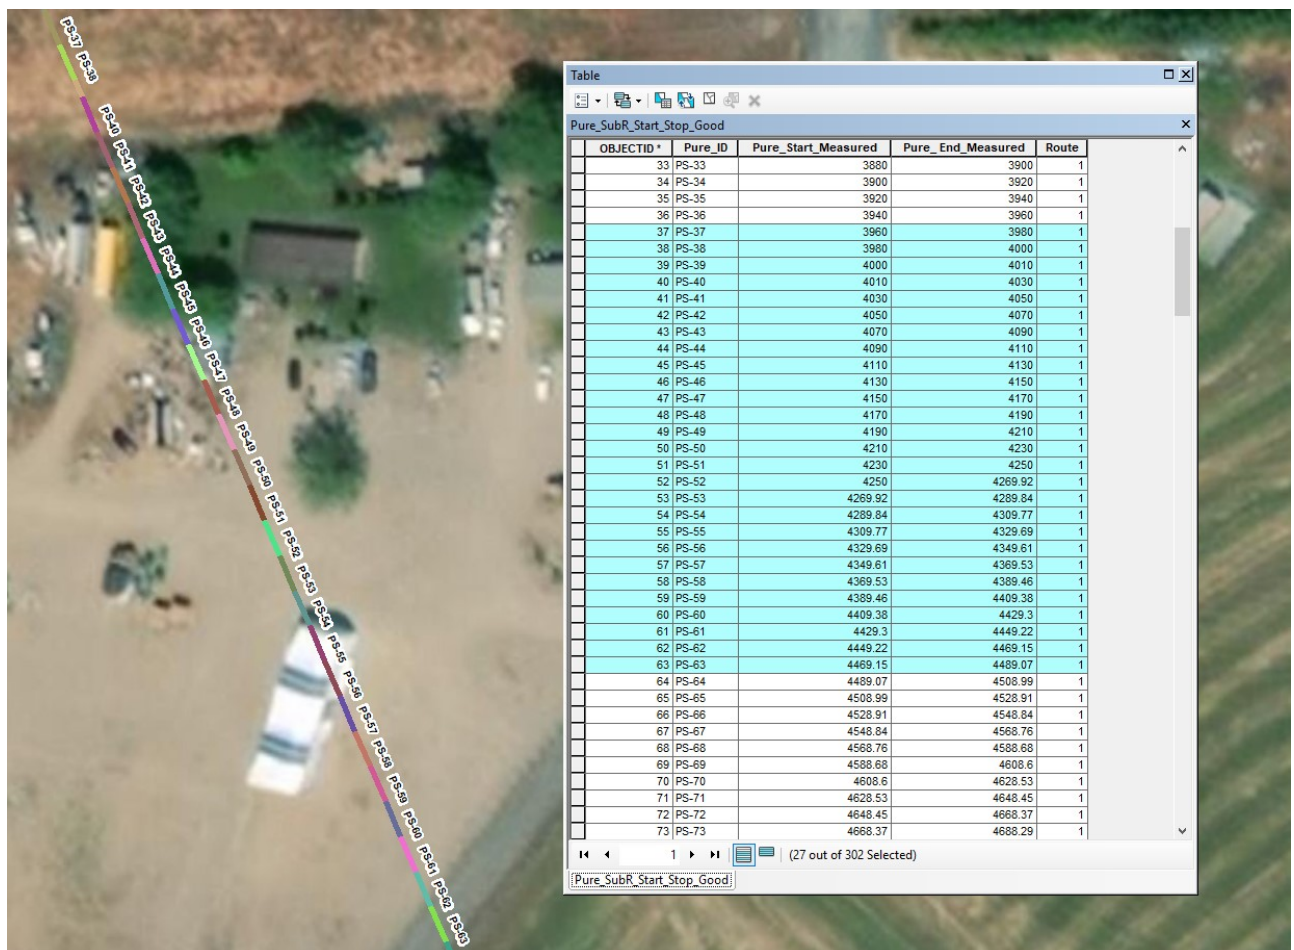 PS-37
PS-38
PS-40
PS-41
PS-42
PS-43
PS-44
PS-45
PS-46
PS-47
PS-48
PS-49
PS-50
PS-51
PS-52
PS-53
PS-54
PS-55
PS-56
PS-57
PS-58
PS-59
PS-60
PS-61
PS-62
PS-63
Table
Pure_SubR_Start_Stop_Good
OBJECTID * Pure_ID Pure_Start_Measured Pure_ End_Measured Route
33 PS-33 3880 3900 1
34 PS-34 3900 3920 1
35 PS-35 3920 3940 1
36 PS-36 3940 3960 1
37 PS-37 3960 3980 1
38 PS-38 3980 4000 1
39 PS-39 4000 4010 1
40 PS-40 4010 4030 1
41 PS-41 4030 4050 1
42 PS-42 4050 4070 1
43 PS-43 4070 4090 1
44 PS-44 4090 4110 1
45 PS-45 4110 4130 1
46 PS-46 4130 4150 1
47 PS-47 4150 4170 1
48 PS-48 4170 4190 1
49 PS-49 4190 4210 1
50 PS-50 4210 4230 1
51 PS-51 4230 4250 1
52 PS-52 4250 4269.92 1
53 PS-53 4269.92 4289.84 1
54 PS-54 4289.84 4309.77 1
55 PS-55 4309.77 4329.69 1
56 PS-56 4329.69 4349.61 1
57 PS-57 4349.61 4369.53 1
58 PS-58 4369.53 4389.46 1
59 PS-59 4389.46 4409.38 1
60 PS-60 4409.38 4429.3 1
61 PS-61 4429.3 4449.22 1
62 PS-62 4449.22 4469.15 1
63 PS-63 4469.15 4489.07 1
64 PS-64 4489.07 4508.99 1
65 PS-65 4508.99 4528.91 1
66 PS-66 4528.91 4548.84 1
67 PS-67 4548.84 4568.76 1
68 PS-68 4568.76 4588.68 1
69 PS-69 4588.68 4608.6 1
70 PS-70 4608.6 4628.53 1
71 PS-71 4628.53 4648.45 1
72 PS-72 4648.45 4668.37 1
73 PS-73 4668.37 4688.29 1
1 (27 out of 302 Selected)
Pure_SubR_Start_Stop_Good